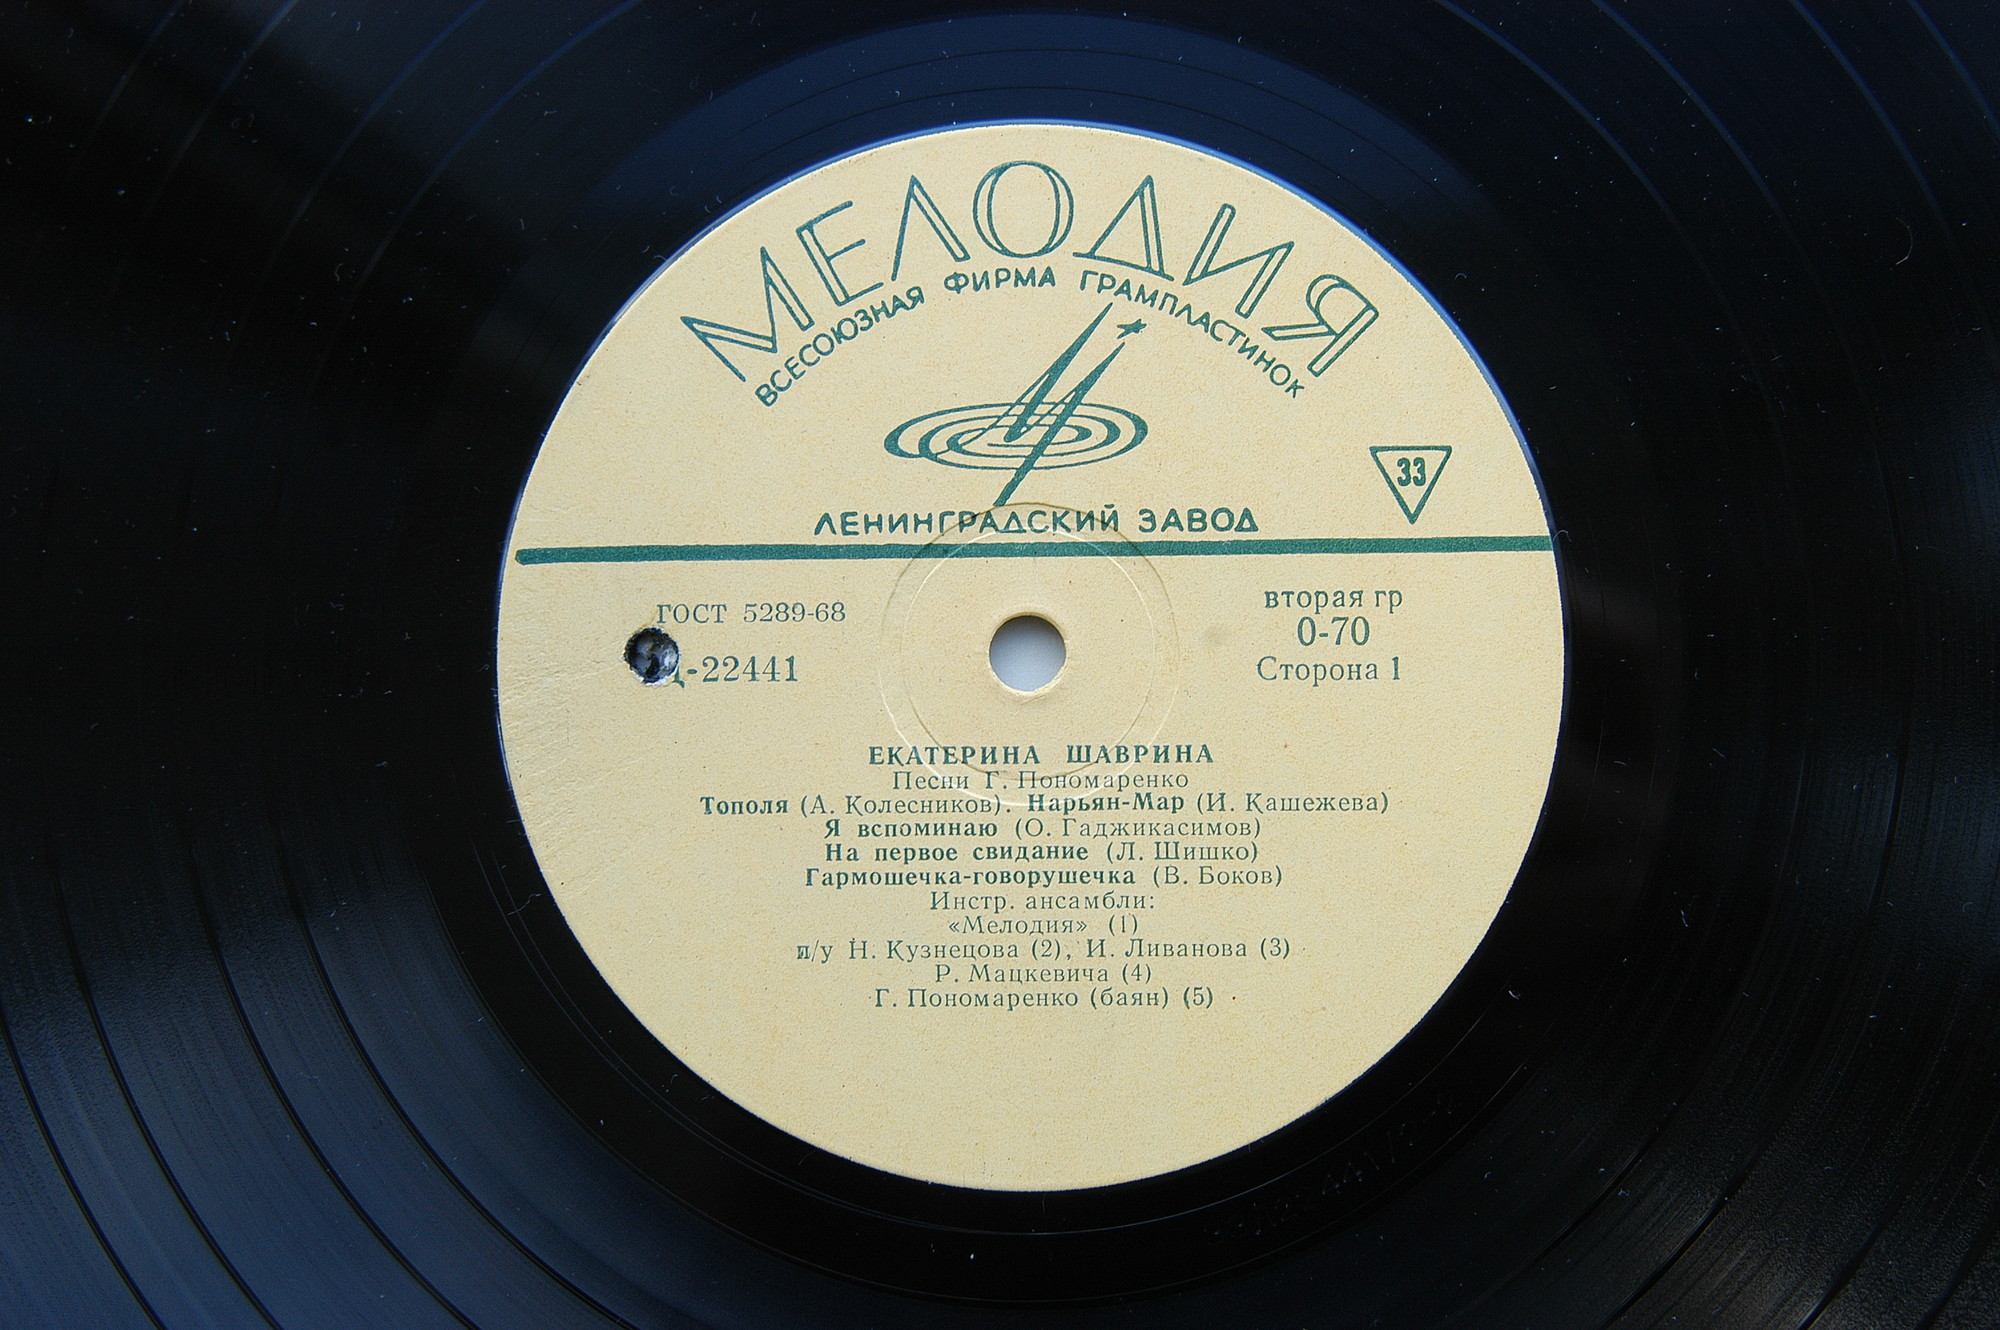 МЕЛОДИЯ
ВСЕСОЮЗНАЯ ФИРМА ГРАМПЛАСТИНОК
33
ЛЕНИНГРАДСКИЙ ЗАВОД
ГОСТ 5289-68
Д-22441
вторая гр
0-70
Сторона 1
ЕКАТЕРИНА ШАВРИНА
Песни Г. Пономаренко
Тополя (А. Колесников). Нарьян-Мар (И. Кашежева)
Я вспоминаю (О. Гаджикасимов)
На первое свидание (Л. Шишко)
Гармошечка-говорушечка (В. Боков)
Инстр. ансамбли:
«Мелодия» (1)
п/у Н. Кузнецова (2), И. Ливанова (3)
Р. Мацкевича (4)
Г. Пономаренко (баян) (5)